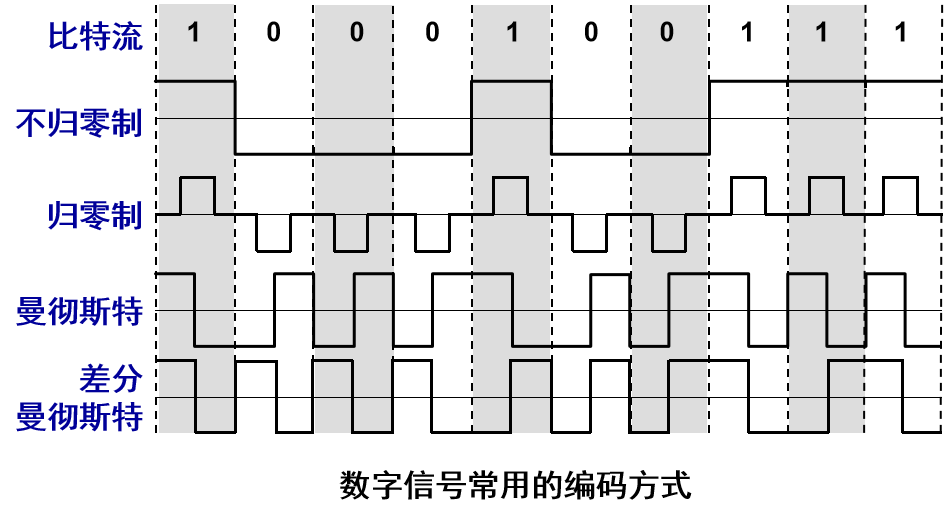 比特流 1 0 0 0 1 0 0 1 1 1
不归零制
归零制
曼彻斯特
差分
曼彻斯特
数字信号常用的编码方式